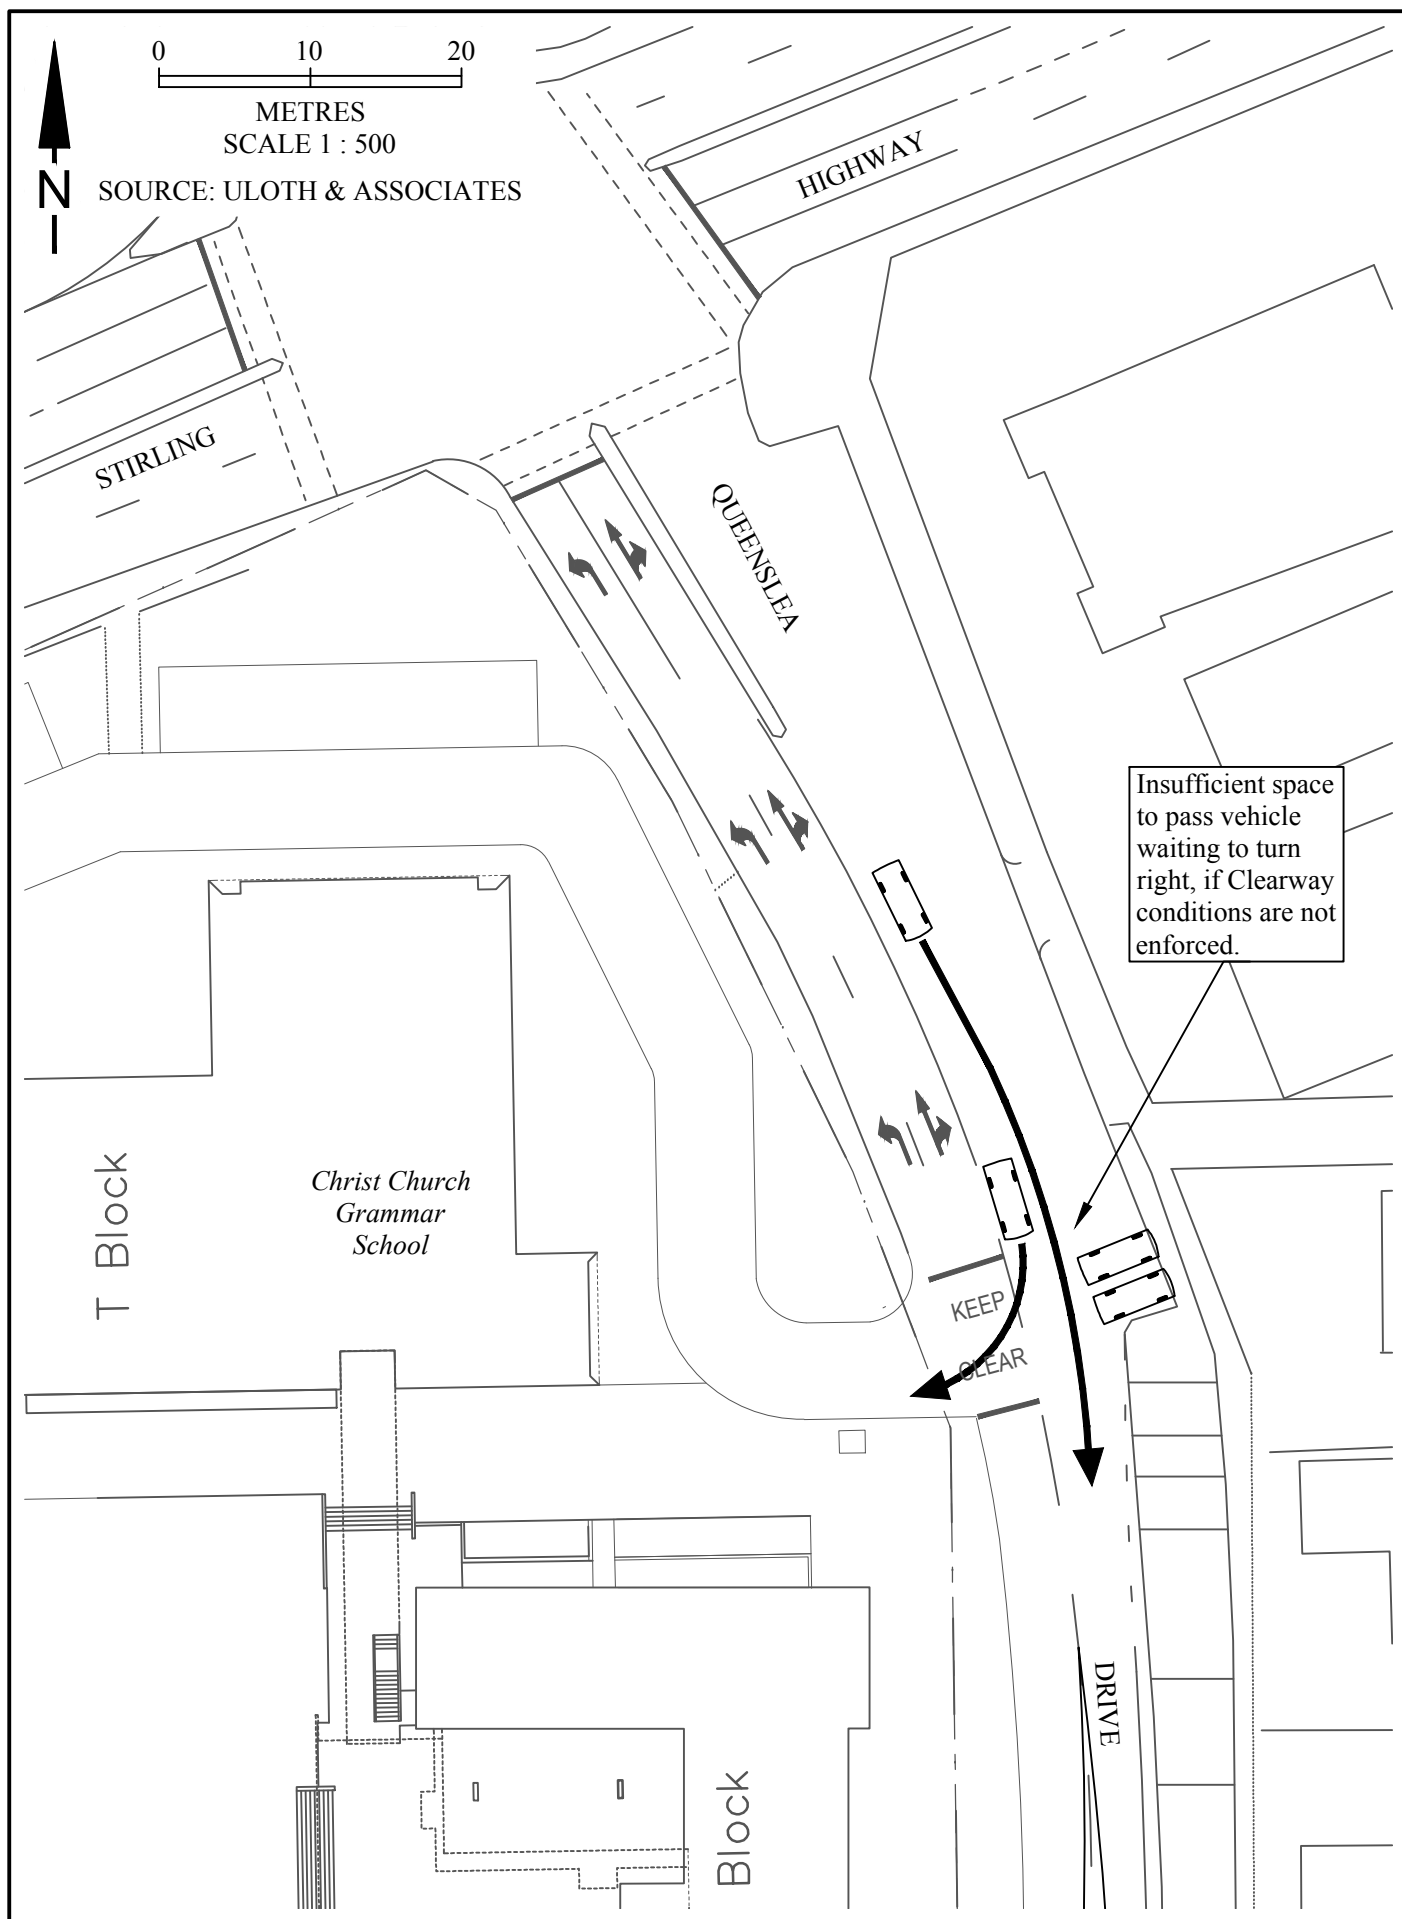 0 10 20
METRES
SCALE 1 : 500
N
SOURCE: ULOTH & ASSOCIATES
HIGHWAY
STIRLING
QUEENSLEA
Insufficient space
to pass vehicle
waiting to turn
right, if Clearway
conditions are not
enforced.
T Block
Christ Church
Grammar
School
KEEP
CLEAR
DRIVE
Block